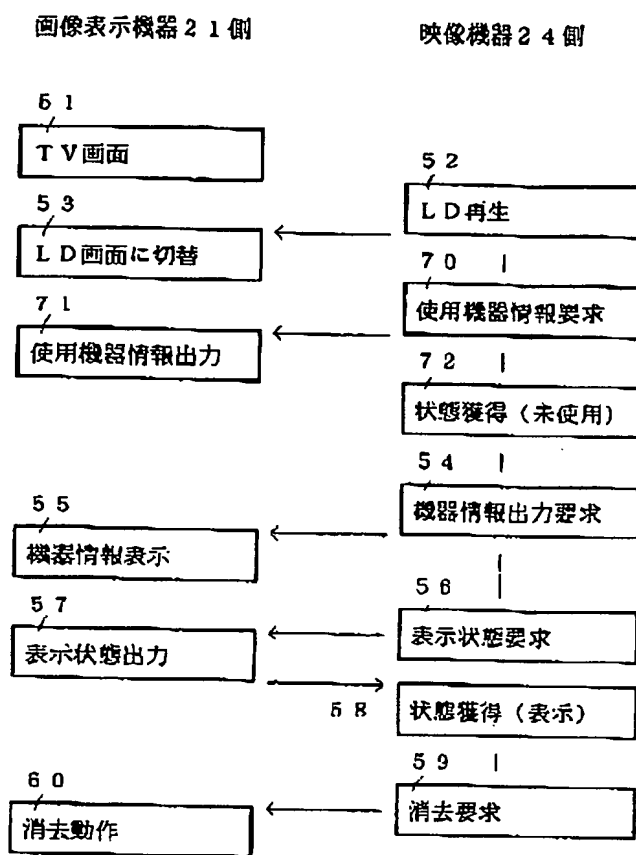 画像表示機器21側
映像機器24側
51
TV画面
52
LD再生
53
LD画面に切替
70
使用機器情報要求
71
使用機器情報出力
72
状態獲得(未使用)
54
機器情報出力要求
55
機器情報表示
56
表示状態要求
57
表示状態出力
58
状態獲得(表示)
59
消去要求
60
消去動作